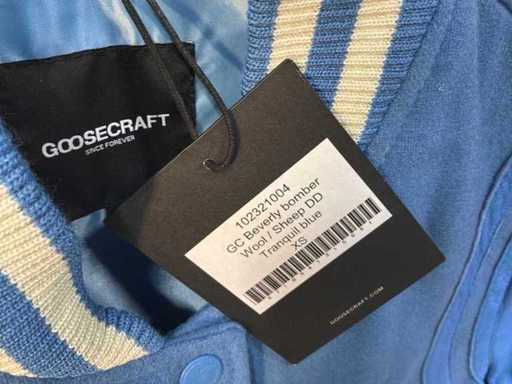 GOOSECRAFT
SINCE FOREVER
102321004
GC Beverly bomber
Wool / Sheep DD
Tranquil blue
XS
GOOSECRAFT.COM